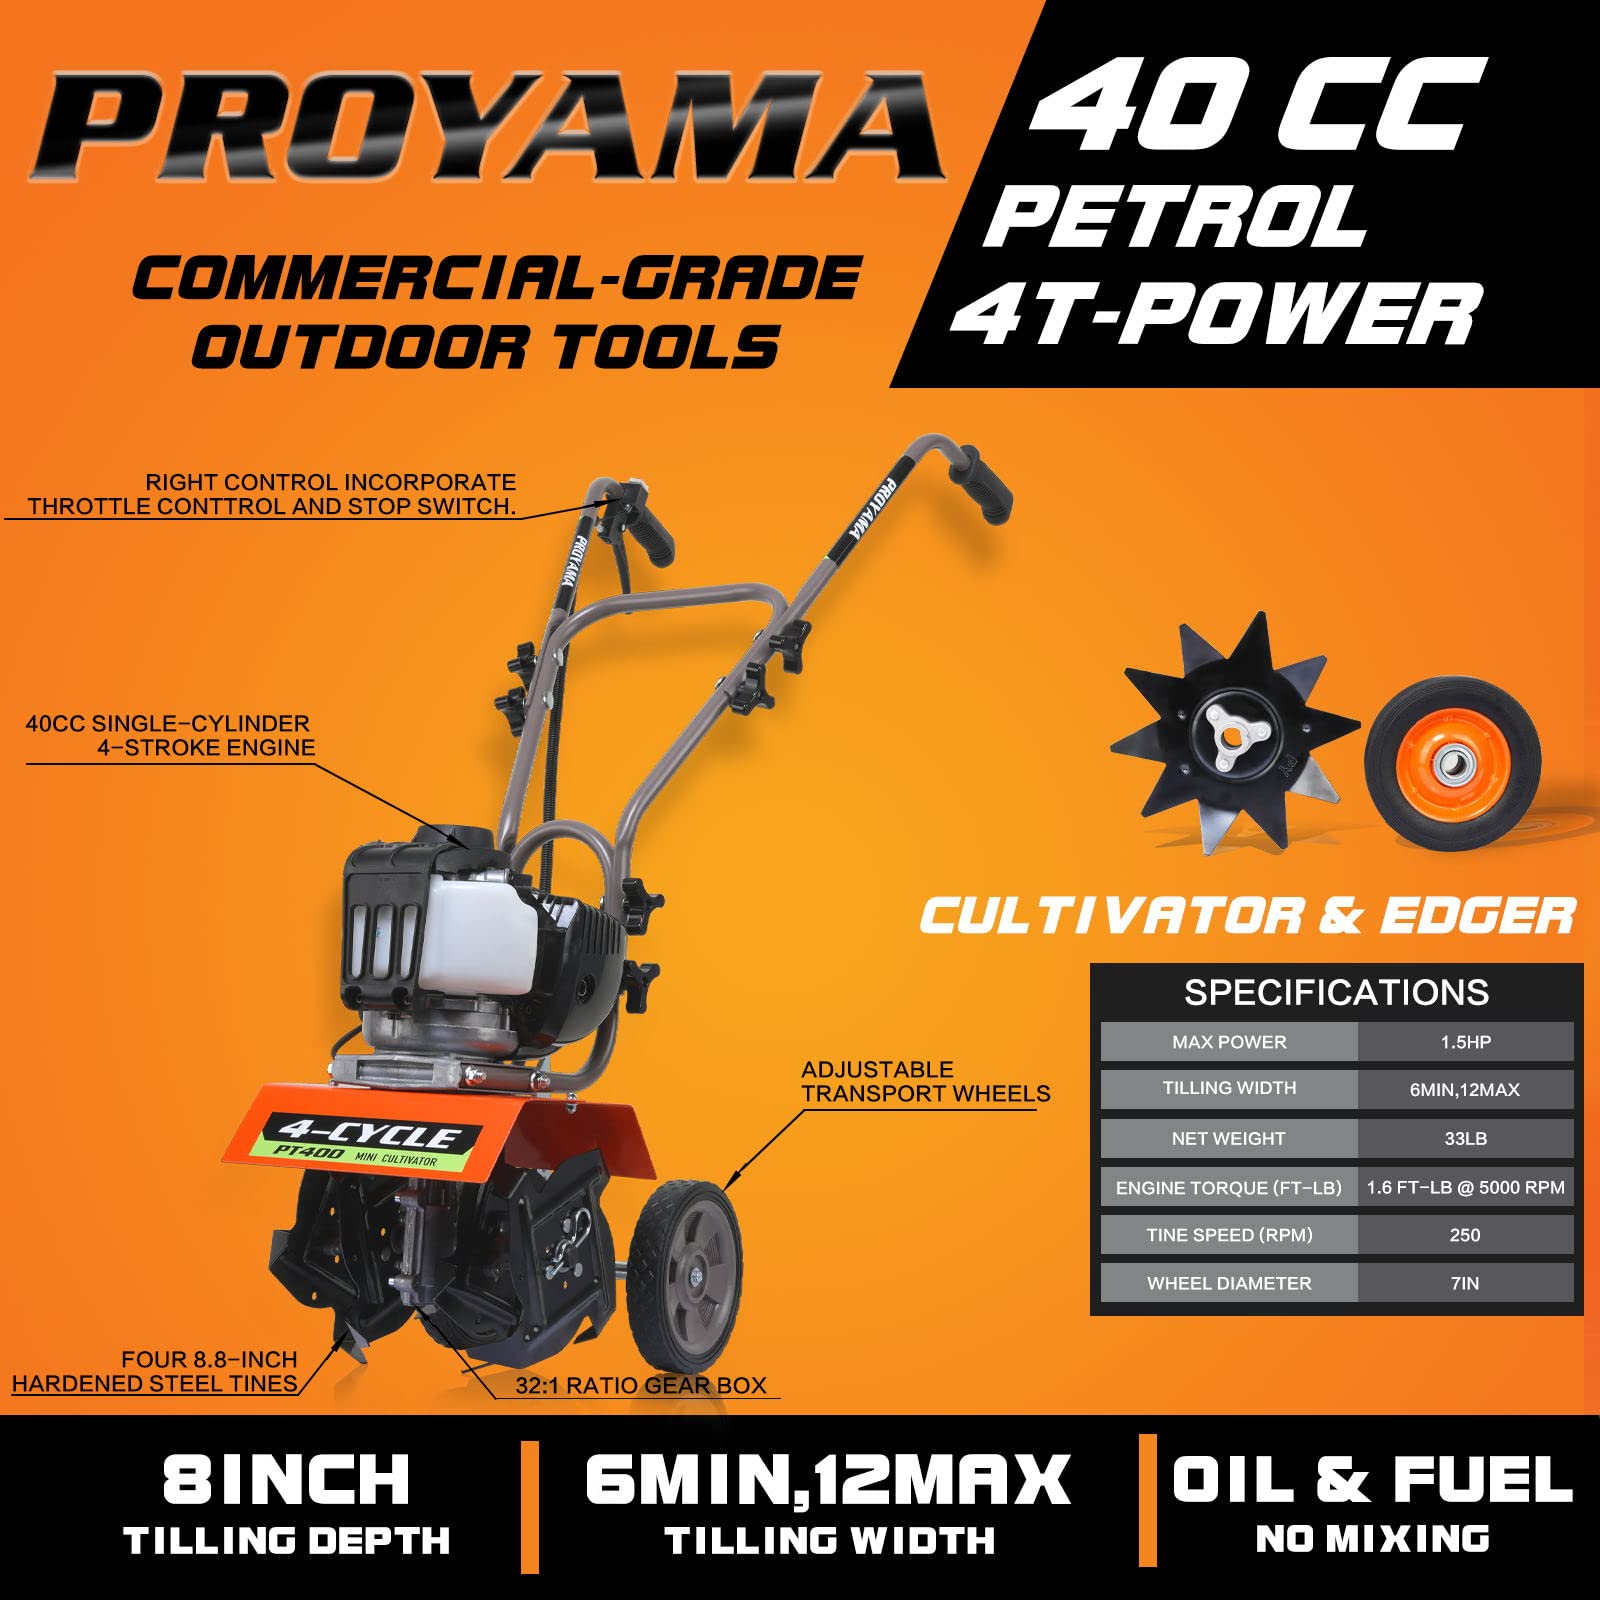 PROYAMA
COMMERCIAL-GRADE
OUTDOOR TOOLS
40 CC
PETROL
4T-POWER
RIGHT CONTROL INCORPORATE
THROTTLE CONTTROL AND STOP SWITCH.
PROYAMA
PROYAMA
40CC SINGLE-CYLINDER
4-STROKE ENGINE
PY
CULTIVATOR & EDGER
SPECIFICATIONS
MAX POWER 1.5HP
TILLING WIDTH 6MIN,12MAX
NET WEIGHT 33LB
ENGINE TORQUE (FT-LB) 1.6 FT-LB @ 5000 RPM
TINE SPEED (RPM) 250
WHEEL DIAMETER 7IN
ADJUSTABLE
TRANSPORT WHEELS
4-CYCLE
PT400 MINI CULTIVATOR
FOUR 8.8-INCH
HARDENED STEEL TINES
32:1 RATIO GEAR BOX
8INCH
TILLING DEPTH
6MIN,12MAX
TILLING WIDTH
OIL & FUEL
NO MIXING